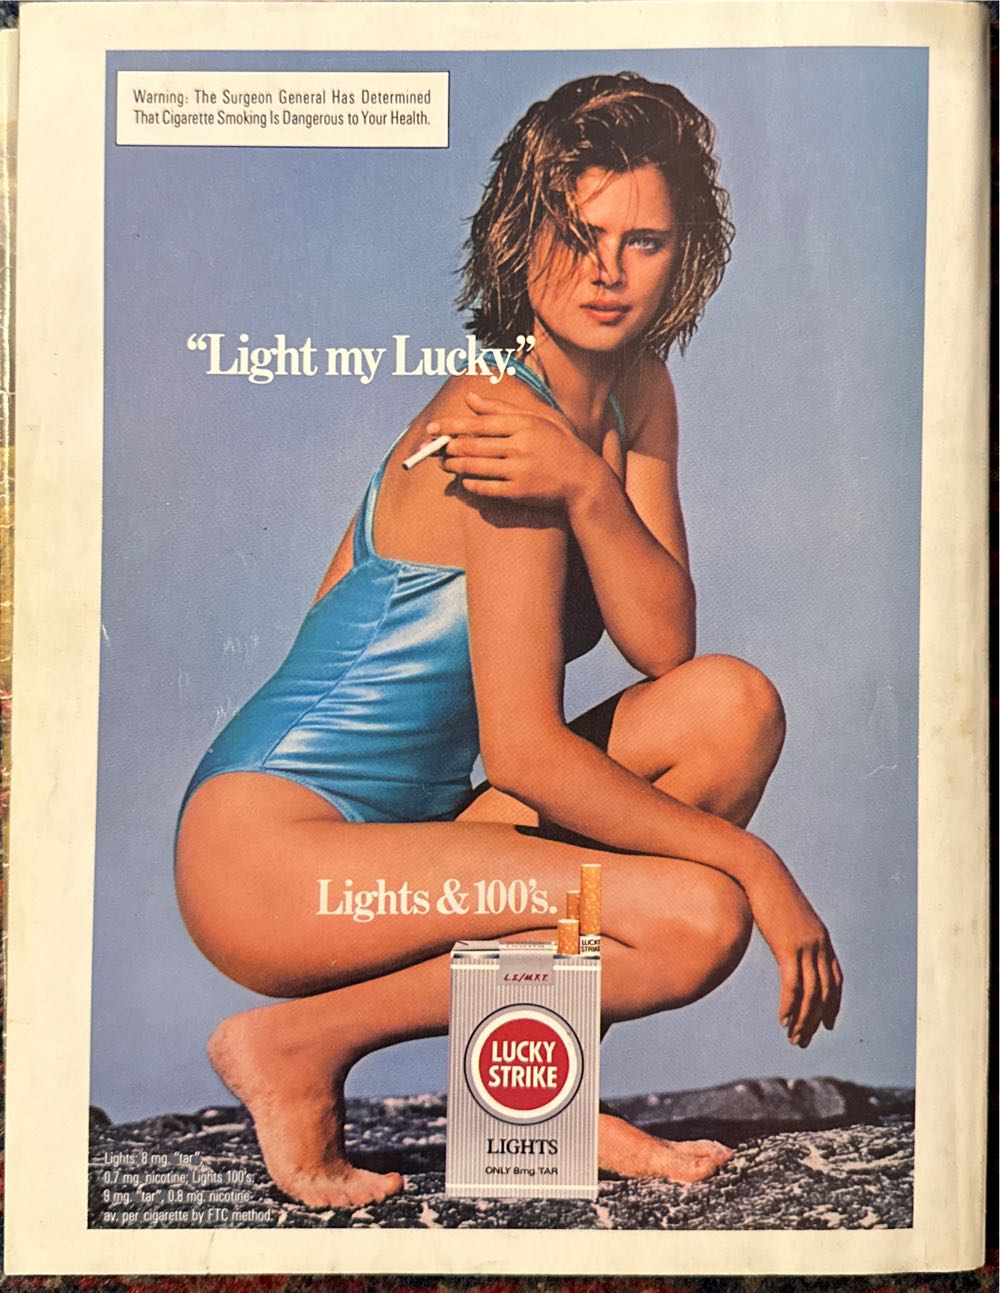 Warning: The Surgeon General Has Determined
That Cigarette Smoking Is Dangerous to Your Health.
“Light my Lucky.”
Lights & 100’s.
LUCKY
STRIKE
L.S./M.F.T.
LUCKY
STRIKE
LIGHTS
ONLY 8mg. TAR
Lights: 8 mg. “tar”,
0.7 mg. nicotine; Lights 100’s:
9 mg. “tar”, 0.8 mg. nicotine
av. per cigarette by FTC method.